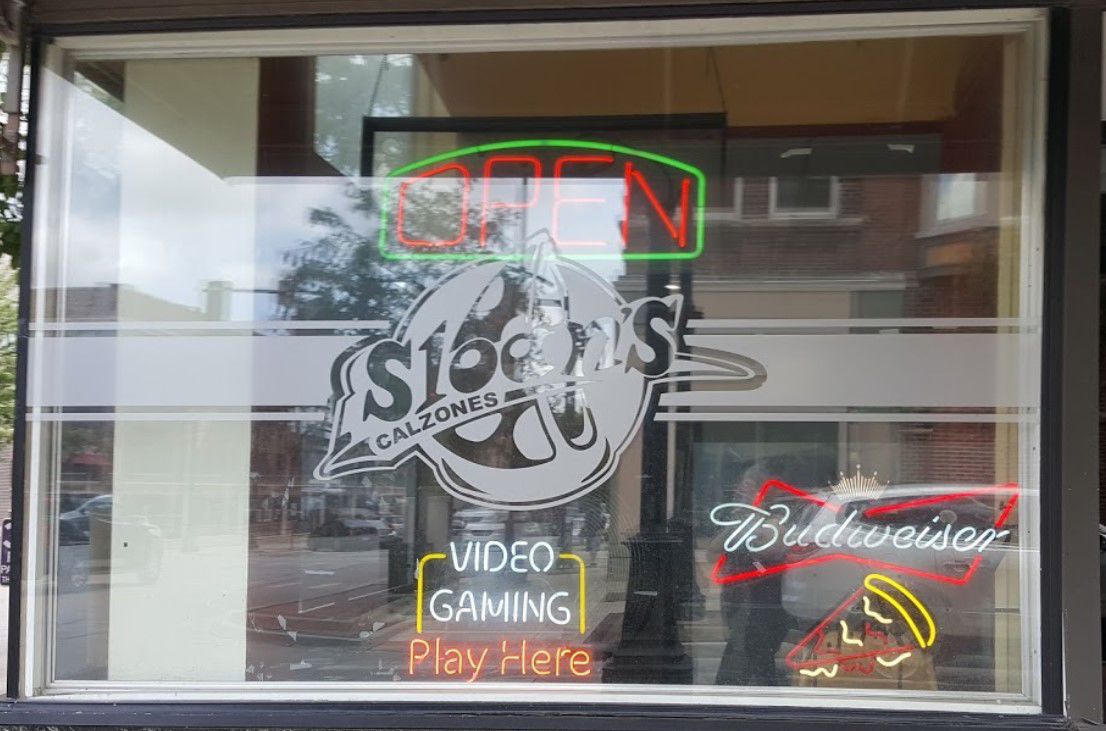 OPEN
Sloan's
CALZONES
VIDEO
GAMING
Play Here
Budweiser